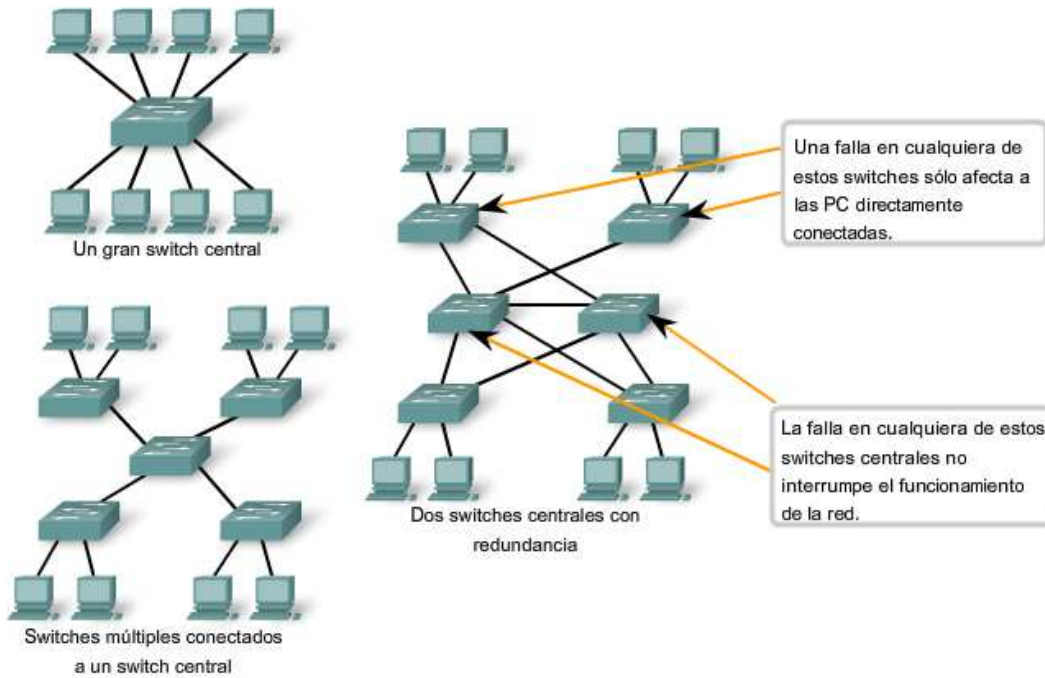 Un gran switch central
Una falla en cualquiera de
estos switches sólo afecta a
las PC directamente
conectadas.
La falla en cualquiera de estos
switches centrales no
interrumpe el funcionamiento
de la red.
Dos switches centrales con
redundancia
Switches múltiples conectados
a un switch central